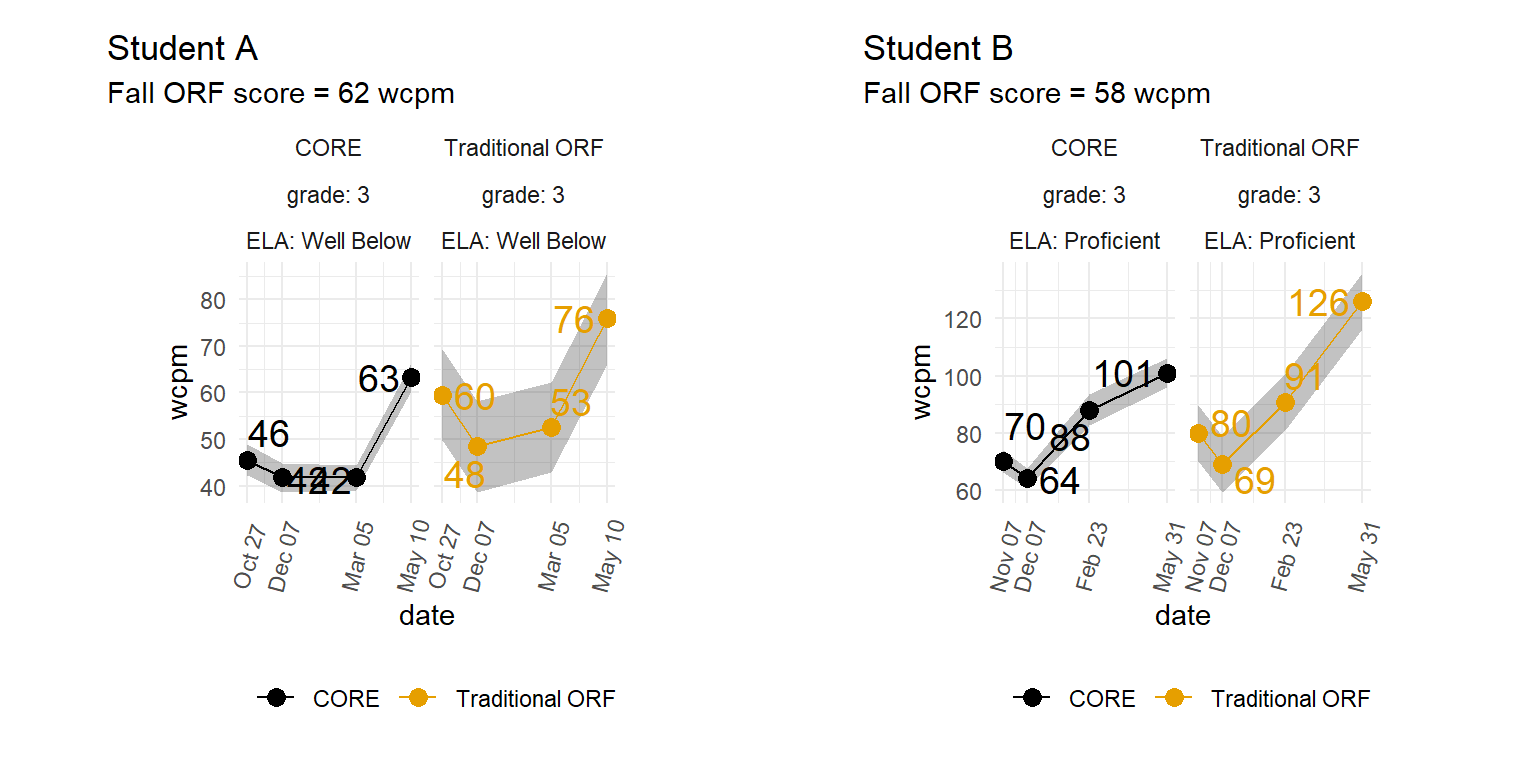 Student A
Fall ORF score = 62 wcpm
CORE
Traditional ORF
grade: 3
grade: 3
ELA: Well Below
ELA: Well Below
wcpm
80
70
60
50
40
46
42
42
63
60
48
53
76
Oct 27
Dec 07
Mar 05
May 10
Oct 27
Dec 07
Mar 05
May 10
date
CORE
Traditional ORF
Student B
Fall ORF score = 58 wcpm
CORE
Traditional ORF
grade: 3
grade: 3
ELA: Proficient
ELA: Proficient
wcpm
120
100
80
60
70
64
88
101
80
69
91
126
Nov 07
Dec 07
Feb 23
May 31
Nov 07
Dec 07
Feb 23
May 31
date
CORE
Traditional ORF